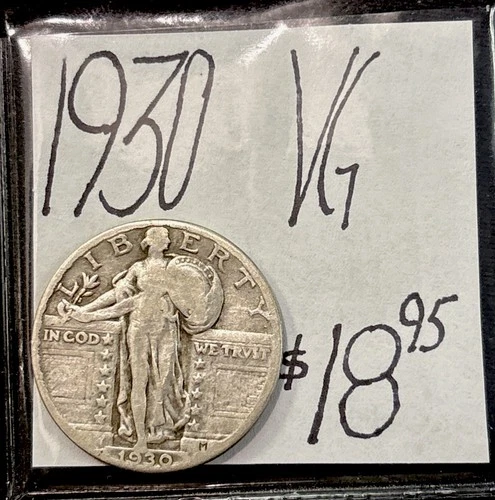 1930 VG
LIBERTY
IN GOD WE TRVST
M
1930
$18.95